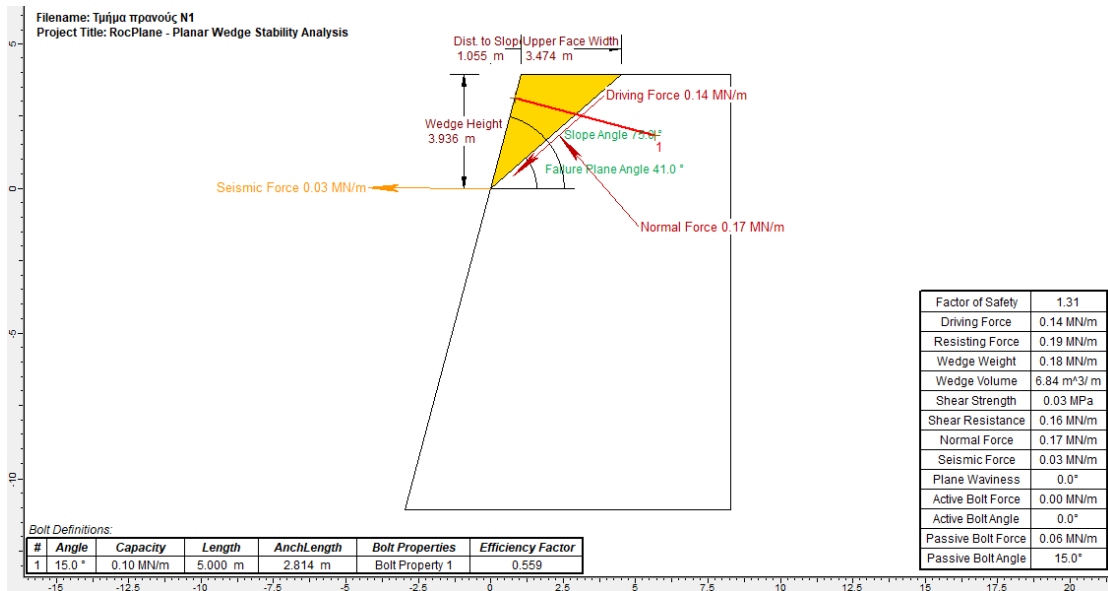 Filename: Τμήμα πρανούς Ν1
Project Title: RocPlane - Planar Wedge Stability Analysis
Dist. to Slop Upper Face Width
1.055 m 3.474 m
Driving Force 0.14 MN/m
Wedge Height
3.936 m
Slope Angle 75.0 °
1
Failure Plane Angle 41.0 °
Seismic Force 0.03 MN/m
Normal Force 0.17 MN/m
Factor of Safety 1.31
Driving Force 0.14 MN/m
Resisting Force 0.19 MN/m
Wedge Weight 0.18 MN/m
Wedge Volume 6.84 m^3/ m
Shear Strength 0.03 MPa
Shear Resistance 0.16 MN/m
Normal Force 0.17 MN/m
Seismic Force 0.03 MN/m
Plane Waviness 0.0°
Active Bolt Force 0.00 MN/m
Active Bolt Angle 0.0°
Passive Bolt Force 0.06 MN/m
Passive Bolt Angle 15.0°
Bolt Definitions:
# Angle Capacity Length AnchLength Bolt Properties Efficiency Factor
1 15.0 ° 0.10 MN/m 5.000 m 2.814 m Bolt Property 1 0.559
5
0
-5
-10
-15 -12.5 -10 -7.5 -5 -2.5 0 2.5 5 7.5 10 12.5 15 17.5 20